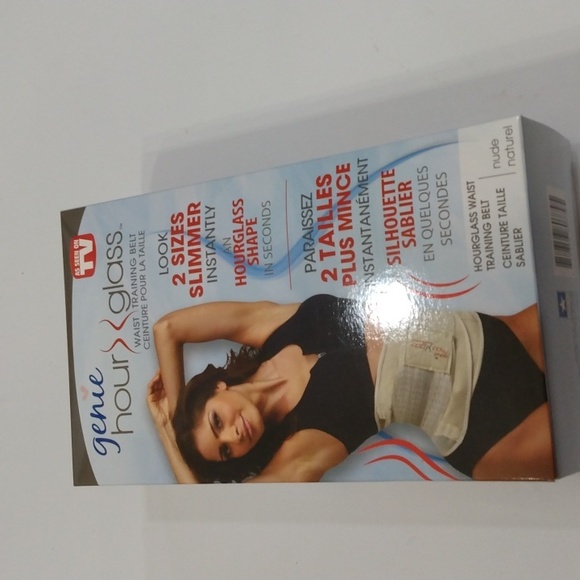 AS SEEN ON
TV
genie
hourglass™
WAIST TRAINING BELT
CEINTURE POUR LA TAILLE
LOOK
2 SIZES
SLIMMER
INSTANTLY
AN
HOURGLASS
SHAPE
IN SECONDS
PARAISSEZ
2 TAILLES
PLUS MINCE
INSTANTANÉMENT
SILHOUETTE
SABLIER
EN QUELQUES
SECONDES
HOURGLASS WAIST
TRAINING BELT
CEINTURE TAILLE
SABLIER
nude
naturel